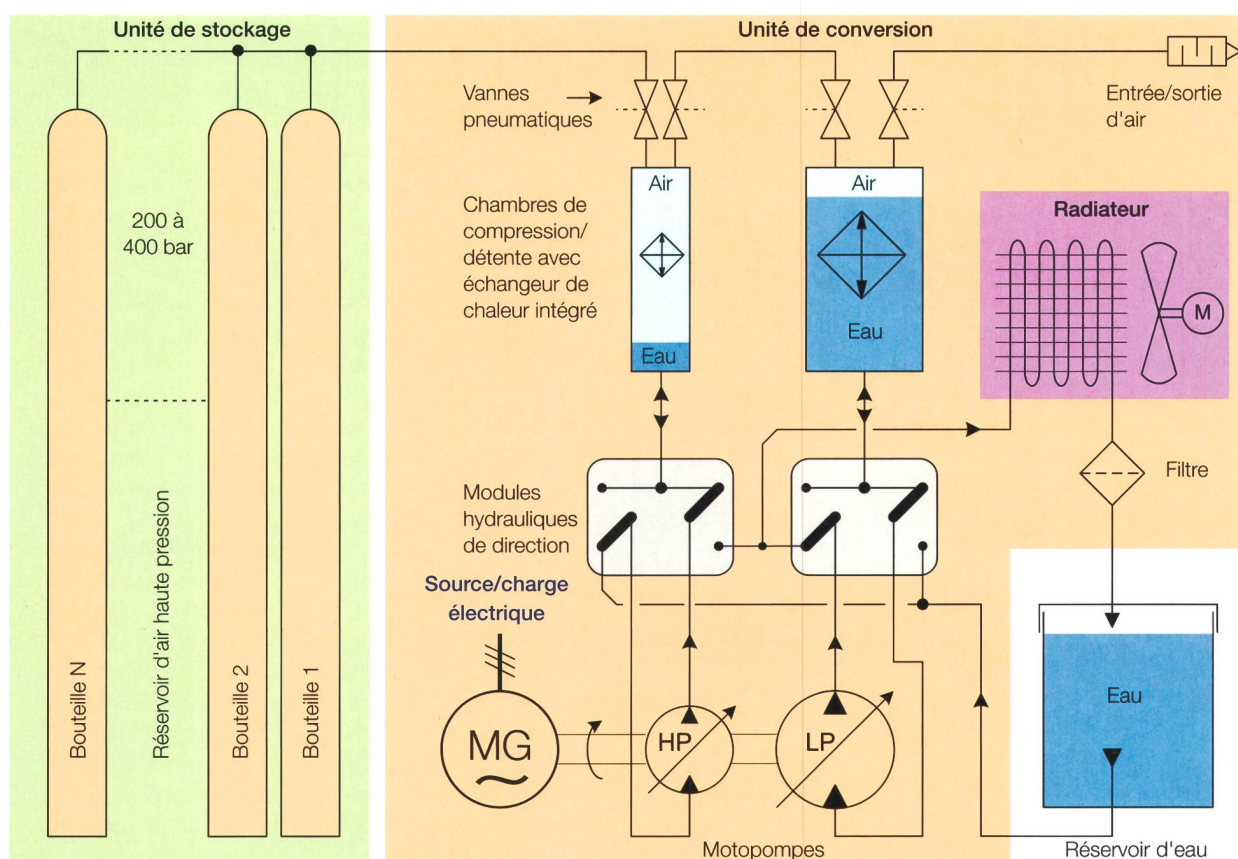 Unité de stockage
Unité de conversion
Vannes
pneumatiques
Entrée/sortie
d'air
Air
Air
200 à
400 bar
Chambres de
compression/
détente avec
échangeur de
chaleur intégré
Radiateur
M
Eau
Eau
Filtre
Modules
hydrauliques
de direction
Source/charge
électrique
Bouteille N
Réservoir d'air haute pression
Bouteille 2
Bouteille 1
MG
HP
LP
Eau
Motopompes
Réservoir d'eau